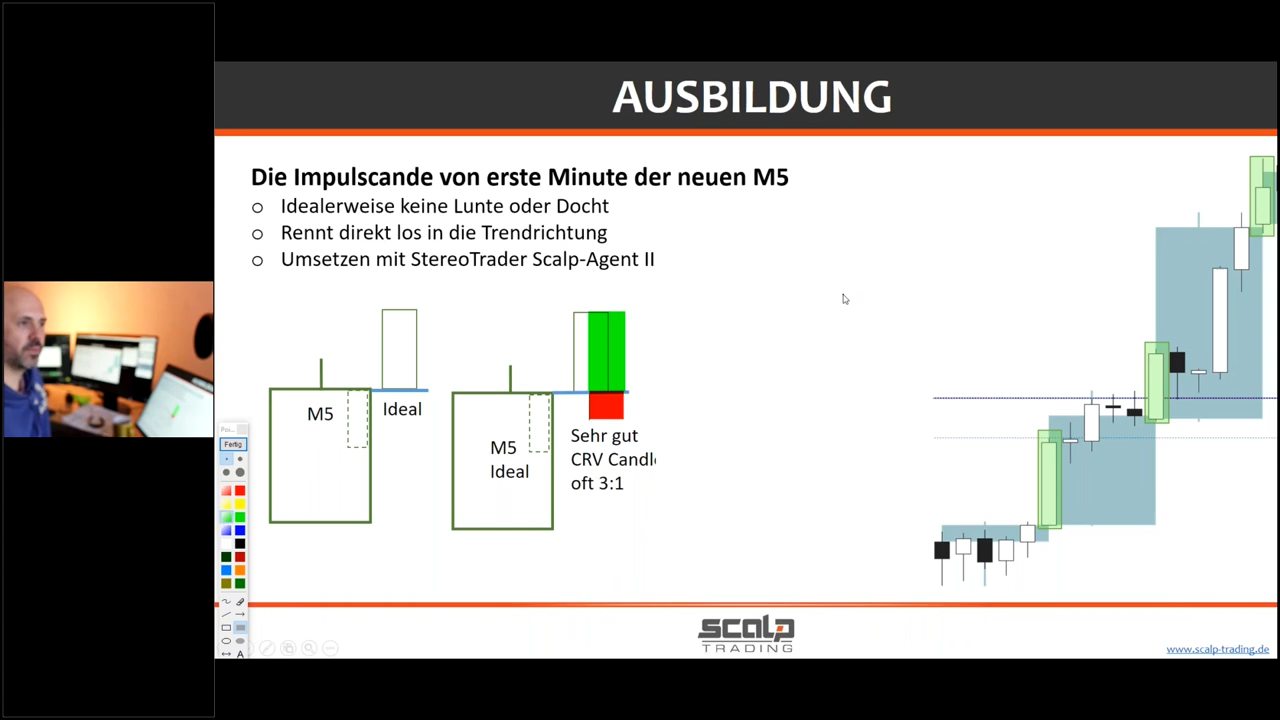 AUSBILDUNG
Die Impulscande von erste Minute der neuen M5
o Idealerweise keine Lunte oder Docht
o Rennt direkt los in die Trendrichtung
o Umsetzen mit StereoTrader Scalp-Agent II
M5
Ideal
M5
Ideal
Sehr gut
CRV Candl
oft 3:1
Fertig
A
scalp
TRADING
www.scalp-trading.de